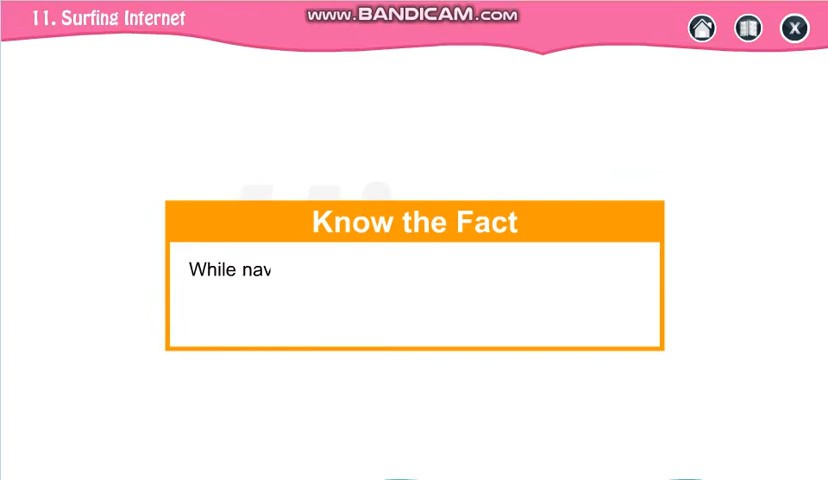 11. Surfing Internet
www.BANDICAM.com
X
Know the Fact
While nav